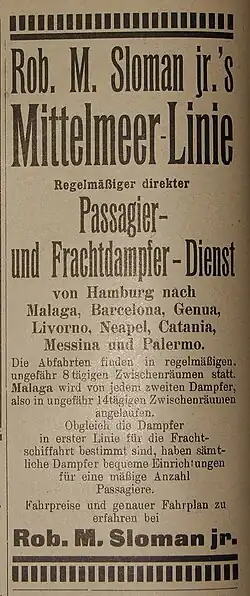 Rob. M. Sloman jr.'s
Mittelmeer-Linie
Regelmäßiger direkter
Passagier-
und Frachtdampfer-Dienst
von Hamburg nach
Malaga, Barcelona, Genua,
Livorno, Neapel, Catania,
Messina und Palermo.
Die Abfahrten finden in regelmäßigen,
ungefähr 8 tägigen Zwischenräumen statt.
Malaga wird von jedem zweiten Dampfer,
also in ungefähr 14tägigen Zwischenräumen
angelaufen.
Obgleich die Dampfer
in erster Linie für die Fracht-
schiffahrt bestimmt sind, haben sämt-
liche Dampfer bequeme Einrichtungen
für eine mäßige Anzahl
Passagiere.
Fahrpreise und genauer Fahrplan zu
erfahren bei
Rob. M. Sloman jr.